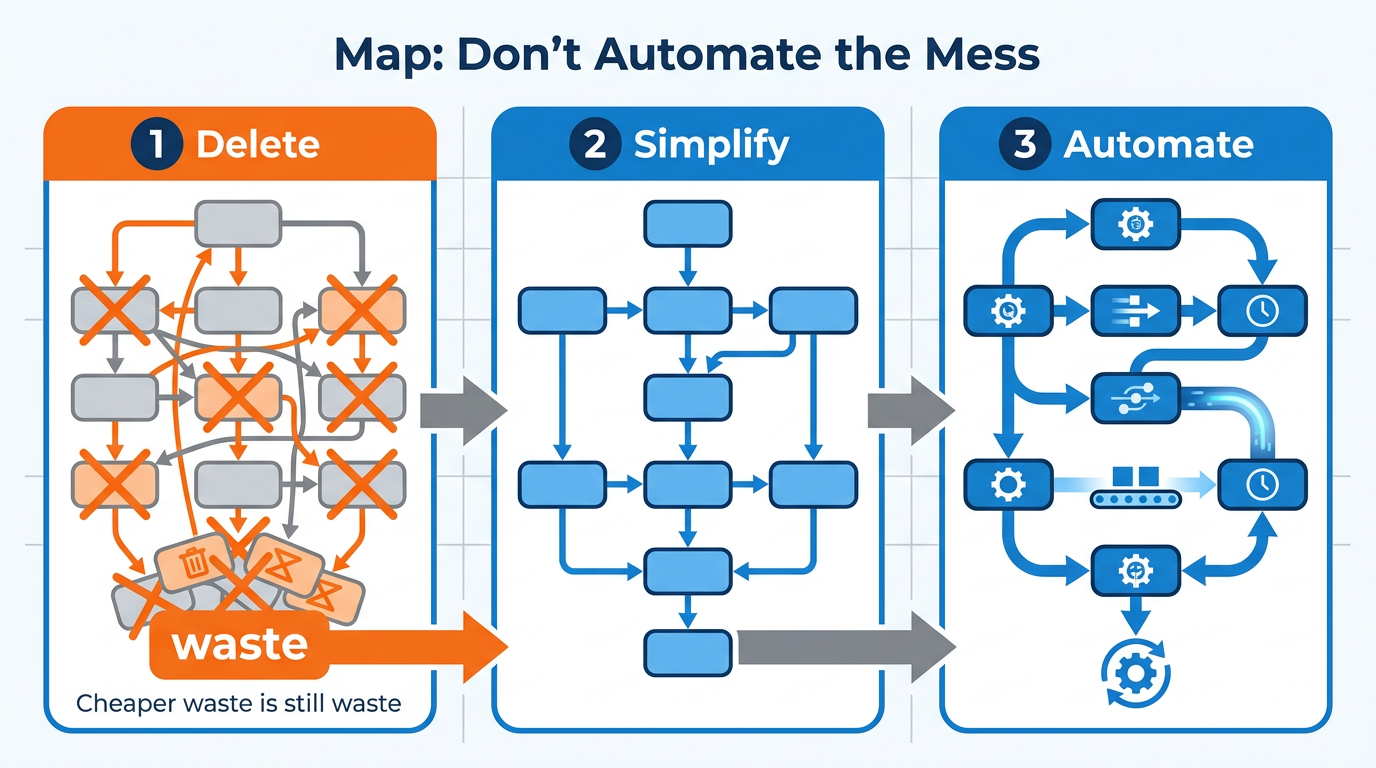 Map: Don’t Automate the Mess
1 Delete
waste
Cheaper waste is still waste
2 Simplify
3 Automate